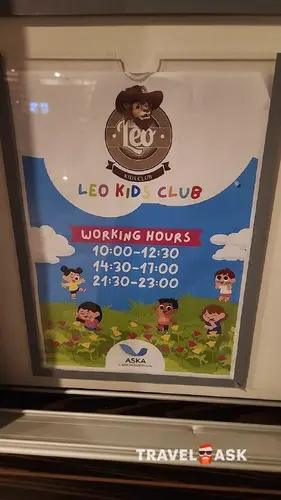 Leo
KIDS CLUB
LEO KIDS CLUB
WORKING HOURS
10:00-12:30
14:30-17:00
21:30-23:00
ASKA
TRAVEL ASK